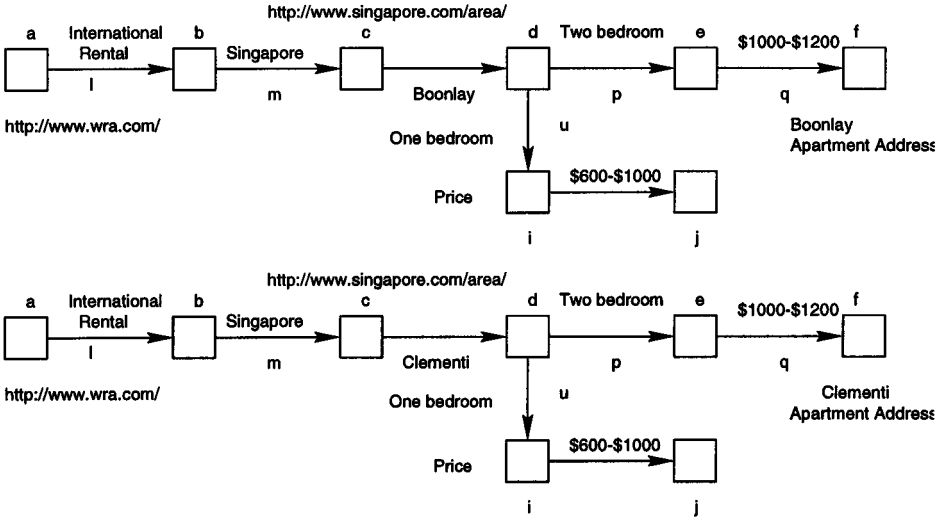 http://www.singapore.com/area/
a International b c d Two bedroom e $1000-$1200 f
Rental Singapore
l m Boonlay p q
http://www.wra.com/ u Boonlay
One bedroom Apartment Address
Price $600-$1000
i j
http://www.singapore.com/area/
a International b c d Two bedroom e $1000-$1200 f
Rental Singapore
l m Clementi p q
http://www.wra.com/ One bedroom u Clementi
Apartment Address
Price $600-$1000
i j